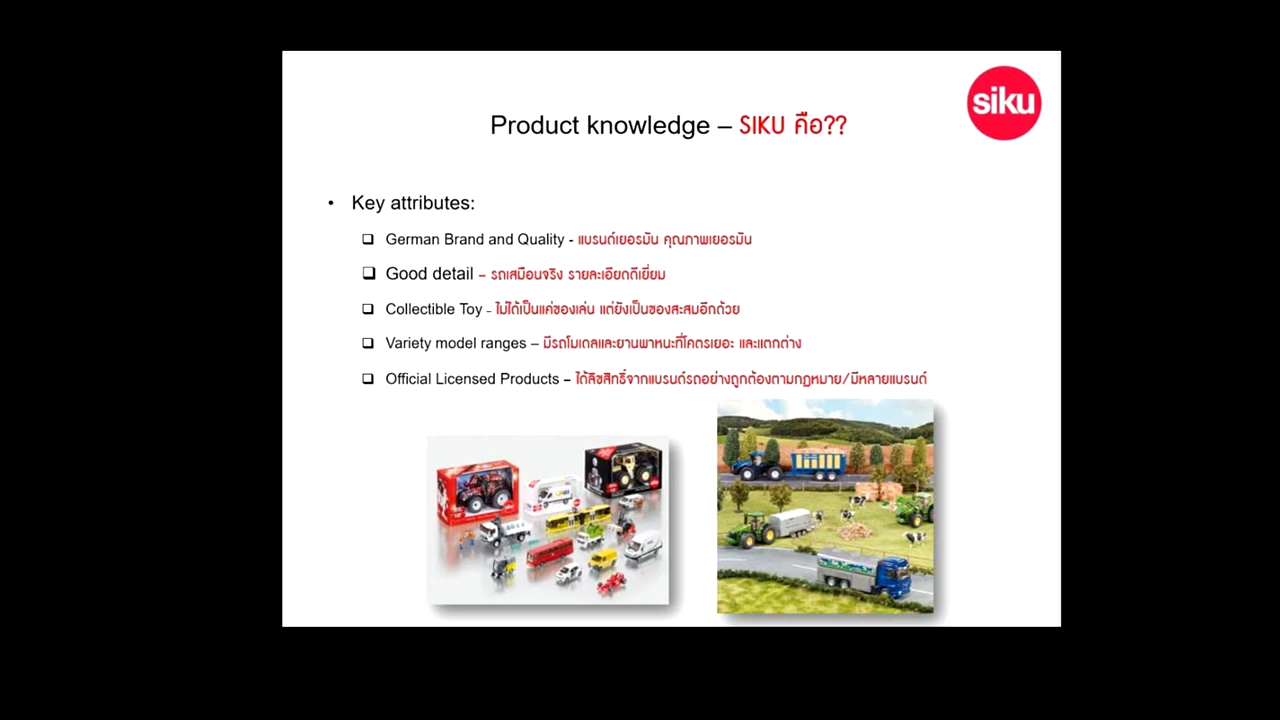 siku
Product knowledge – SIKU คือ??
• Key attributes:
❑ German Brand and Quality - แบรนด์เยอรมัน คุณภาพเยอรมัน
❑ Good detail – รถเสมือนจริง รายละเอียดดีเยี่ยม
❑ Collectible Toy - ไม่ได้เป็นแค่ของเล่น แต่ยังเป็นของสะสมอีกด้วย
❑ Variety model ranges – มีรถโมเดลและยานพาหนะที่โคตรเยอะ และแตกต่าง
❑ Official Licensed Products – ได้ลิขสิทธิ์จากแบรนด์รถอย่างถูกต้องตามกฎหมาย/มีหลายแบรนด์